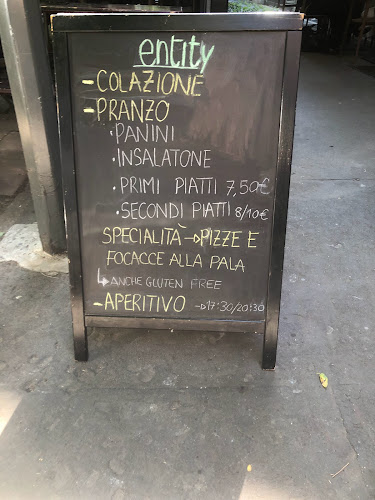 entity
- COLAZIONE
- PRANZO
• PANINI
• INSALATONE
• PRIMI PIATTI 7,50€
• SECONDI PIATTI 8/10€
SPECIALITÀ → PIZZE E
FOCACCE ALLA PALA
↳ ANCHE GLUTEN FREE
- APERITIVO → 17:30/20:30